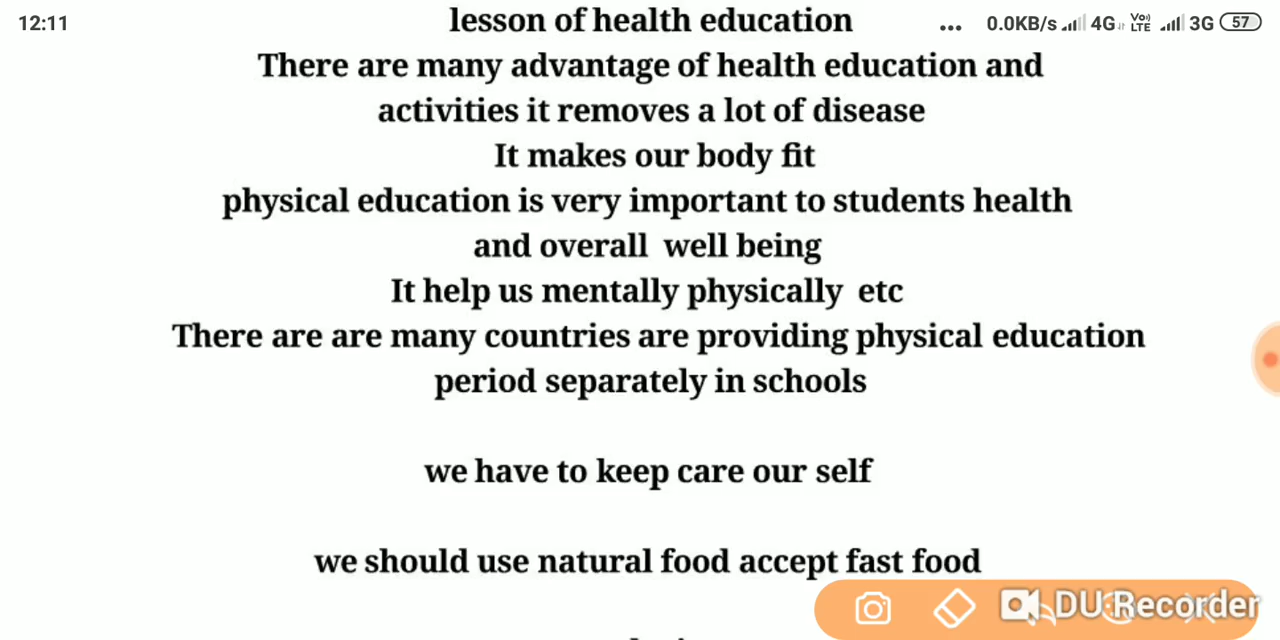 12:11
... 0.0KB/s 4G Vo) LTE 3G 57
lesson of health education
There are many advantage of health education and
activities it removes a lot of disease
It makes our body fit
physical education is very important to students health
and overall well being
It help us mentally physically etc
There are are many countries are providing physical education
period separately in schools
we have to keep care our self
we should use natural food accept fast food
DU Recorder